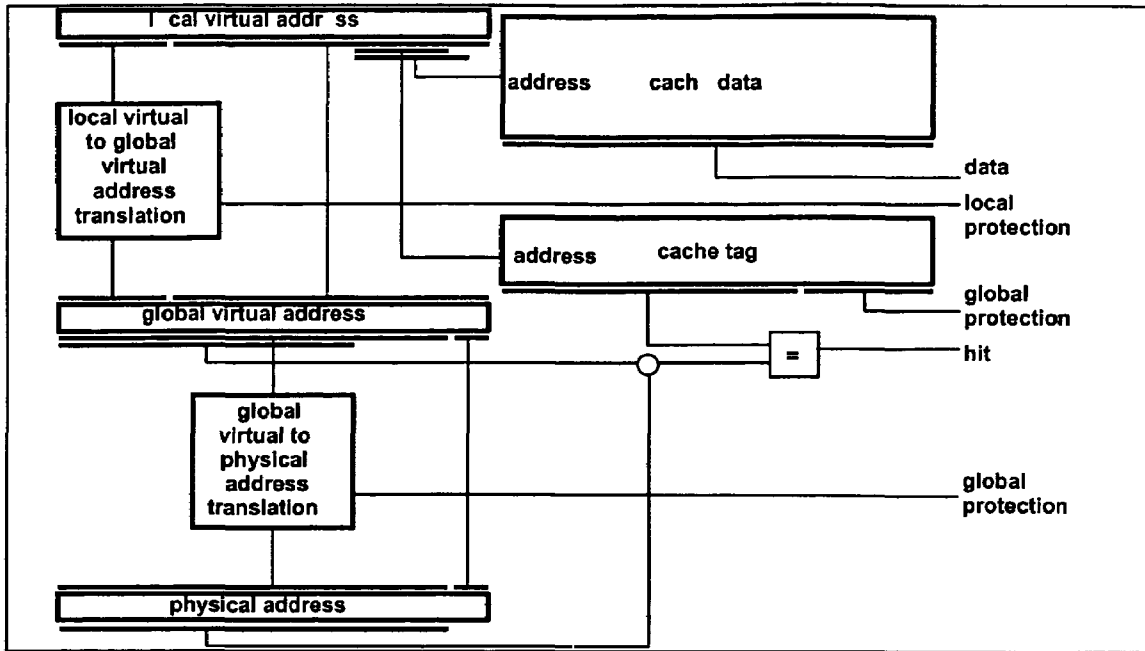 l cal virtual addr ss
address cach data
local virtual
to global
virtual
address
translation
data
local
protection
address cache tag
global
protection
global virtual address
=
hit
global
virtual to
physical
address
translation
global
protection
physical address